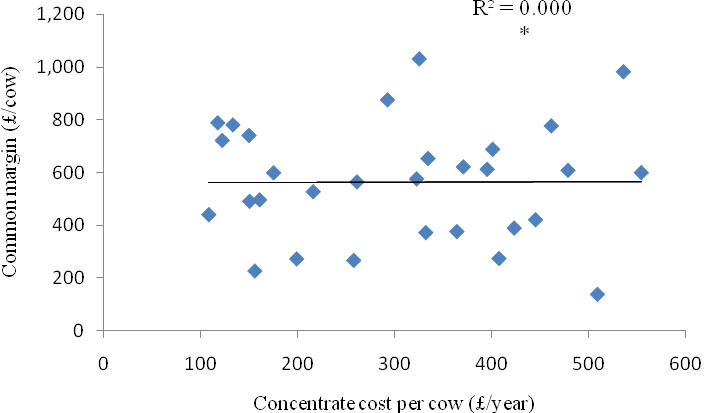 R² = 0.000
*
1,200
1,000
800
600
400
200
0
Common margin (£/cow)
0 100 200 300 400 500 600
Concentrate cost per cow (£/year)